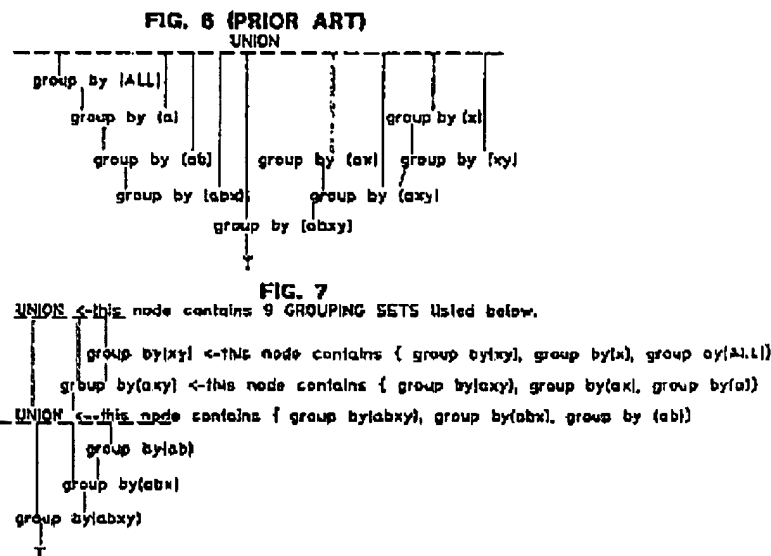 FIG. 6 (PRIOR ART)
UNION
group by (ALL)
group by (a)
group by (x)
group by (ab)
group by (ax)
group by (xy)
group by (abx)
group by (axy)
group by (abxy)
T
FIG. 7
UNION <-this node contains 9 GROUPING SETS listed below.
group by(xy) <-this node contains { group by(xy), group by(x), group by(ALL)}
group by(axy) <-this node contains { group by(axy), group by(ax), group by(a)}
UNION <--this node contains { group by(abxy), group by(abx), group by (ab)}
group by(ab)
group by(abx)
group by(abxy)
T